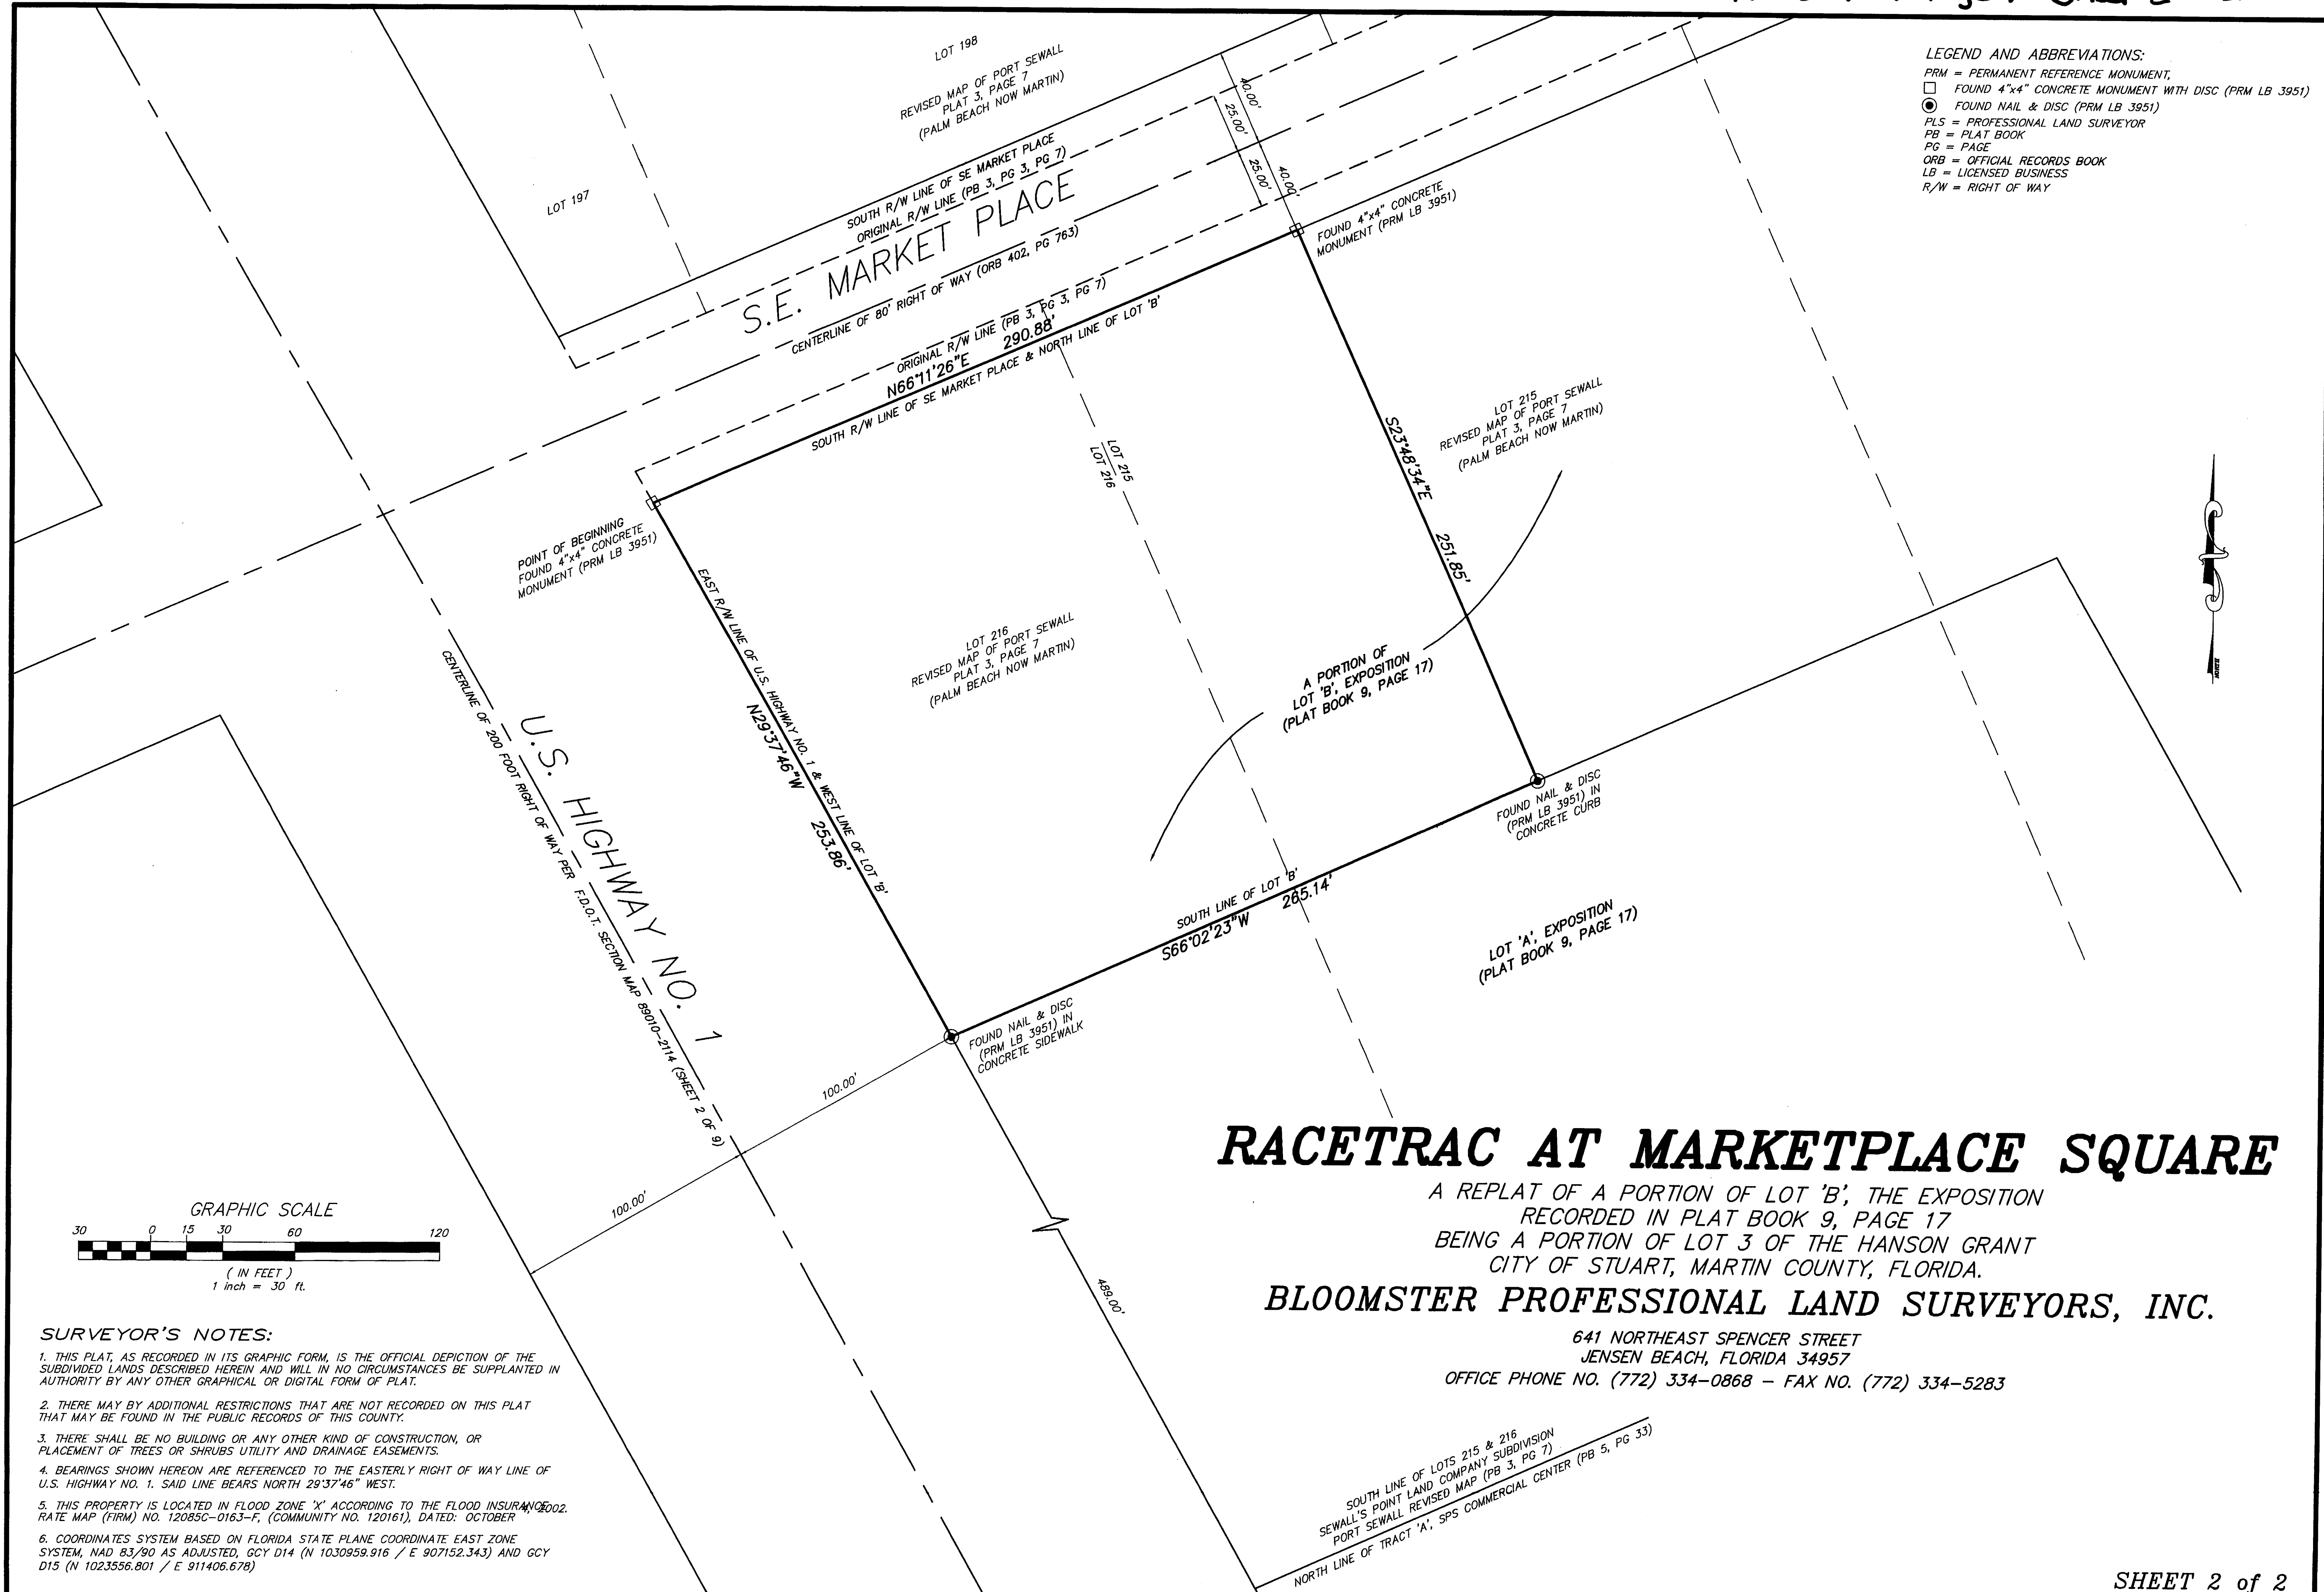 LEGEND AND ABBREVIATIONS:
PRM = PERMANENT REFERENCE MONUMENT,
FOUND 4"x4" CONCRETE MONUMENT WITH DISC (PRM LB 3951)
FOUND NAIL & DISC (PRM LB 3951)
PLS = PROFESSIONAL LAND SURVEYOR
PB = PLAT BOOK
PG = PAGE
ORB = OFFICIAL RECORDS BOOK
LB = LICENSED BUSINESS
R/W = RIGHT OF WAY
LOT 198
REVISED MAP OF PORT SEWALL
PLAT 3, PAGE 7
(PALM BEACH NOW MARTIN)
LOT 197
SOUTH R/W LINE OF SE MARKET PLACE
ORIGINAL R/W LINE (PB 3, PG 3, PG 7)
S.E. MARKET PLACE
CENTERLINE OF 80' RIGHT OF WAY (ORB 402, PG 763)
40.00'
25.00'
25.00'
40.00'
ORIGINAL R/W LINE (PB 3, PG 3, PG 7)
N66°11'26"E 290.88'
SOUTH R/W LINE OF SE MARKET PLACE & NORTH LINE OF LOT 'B'
FOUND 4"x4" CONCRETE
MONUMENT (PRM LB 3951)
LOT 215
REVISED MAP OF PORT SEWALL
PLAT 3, PAGE 7
(PALM BEACH NOW MARTIN)
S23°48'34"E 251.85'
LOT 215
LOT 216
POINT OF BEGINNING
FOUND 4"x4" CONCRETE
MONUMENT (PRM LB 3951)
EAST R/W LINE OF U.S. HIGHWAY NO. 1 & WEST LINE OF LOT 'B'
N29°37'46"W 253.86'
LOT 216
REVISED MAP OF PORT SEWALL
PLAT 3, PAGE 7
(PALM BEACH NOW MARTIN)
A PORTION OF
LOT 'B', EXPOSITION
(PLAT BOOK 9, PAGE 17)
U.S. HIGHWAY NO. 1
CENTERLINE OF 200 FOOT RIGHT OF WAY PER F.D.O.T. SECTION MAP 89010-2114 (SHEET 2 OF 9)
FOUND NAIL & DISC
(PRM LB 3951) IN
CONCRETE CURB
SOUTH LINE OF LOT 'B'
S66°02'23"W 265.14'
LOT 'A', EXPOSITION
(PLAT BOOK 9, PAGE 17)
FOUND NAIL & DISC
(PRM LB 3951) IN
CONCRETE SIDEWALK
100.00'
100.00'
489.00'
RACETRAC AT MARKETPLACE SQUARE
A REPLAT OF A PORTION OF LOT 'B', THE EXPOSITION
RECORDED IN PLAT BOOK 9, PAGE 17
BEING A PORTION OF LOT 3 OF THE HANSON GRANT
CITY OF STUART, MARTIN COUNTY, FLORIDA.
BLOOMSTER PROFESSIONAL LAND SURVEYORS, INC.
641 NORTHEAST SPENCER STREET
JENSEN BEACH, FLORIDA 34957
OFFICE PHONE NO. (772) 334-0868 - FAX NO. (772) 334-5283
GRAPHIC SCALE
30 0 15 30 60 120
( IN FEET )
1 inch = 30 ft.
SURVEYOR'S NOTES:
1. THIS PLAT, AS RECORDED IN ITS GRAPHIC FORM, IS THE OFFICIAL DEPICTION OF THE
SUBDIVIDED LANDS DESCRIBED HEREIN AND WILL IN NO CIRCUMSTANCES BE SUPPLANTED IN
AUTHORITY BY ANY OTHER GRAPHICAL OR DIGITAL FORM OF PLAT.
2. THERE MAY BY ADDITIONAL RESTRICTIONS THAT ARE NOT RECORDED ON THIS PLAT
THAT MAY BE FOUND IN THE PUBLIC RECORDS OF THIS COUNTY.
3. THERE SHALL BE NO BUILDING OR ANY OTHER KIND OF CONSTRUCTION, OR
PLACEMENT OF TREES OR SHRUBS UTILITY AND DRAINAGE EASEMENTS.
4. BEARINGS SHOWN HEREON ARE REFERENCED TO THE EASTERLY RIGHT OF WAY LINE OF
U.S. HIGHWAY NO. 1. SAID LINE BEARS NORTH 29°37'46" WEST.
5. THIS PROPERTY IS LOCATED IN FLOOD ZONE 'X' ACCORDING TO THE FLOOD INSURANCE
RATE MAP (FIRM) NO. 12085C-0163-F, (COMMUNITY NO. 120161), DATED: OCTOBER 4, 2002.
6. COORDINATES SYSTEM BASED ON FLORIDA STATE PLANE COORDINATE EAST ZONE
SYSTEM, NAD 83/90 AS ADJUSTED, GCY D14 (N 1030959.916 / E 907152.343) AND GCY
D15 (N 1023556.801 / E 911406.678)
SOUTH LINE OF LOTS 215 & 216
SEWALL'S POINT LAND COMPANY SUBDIVISION
PORT SEWALL REVISED MAP (PB 3, PG 7)
NORTH LINE OF TRACT 'A', SPS COMMERCIAL CENTER (PB 5, PG 33)
SHEET 2 of 2